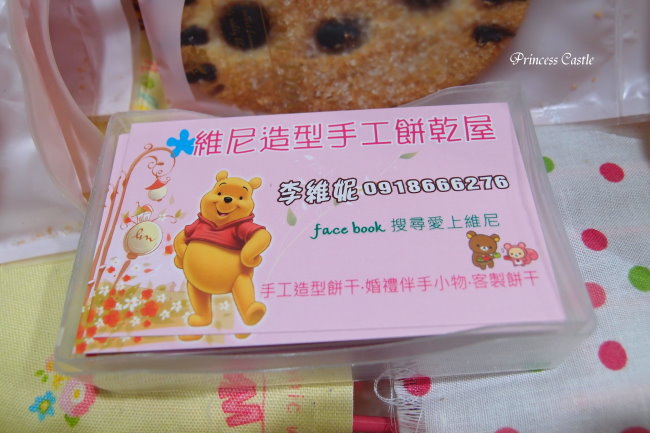 Princess Castle
維尼造型手工餅乾屋
李維妮 0918666276
face book 搜尋愛上維尼
手工造型餅干·婚禮伴手小物·客製餅干